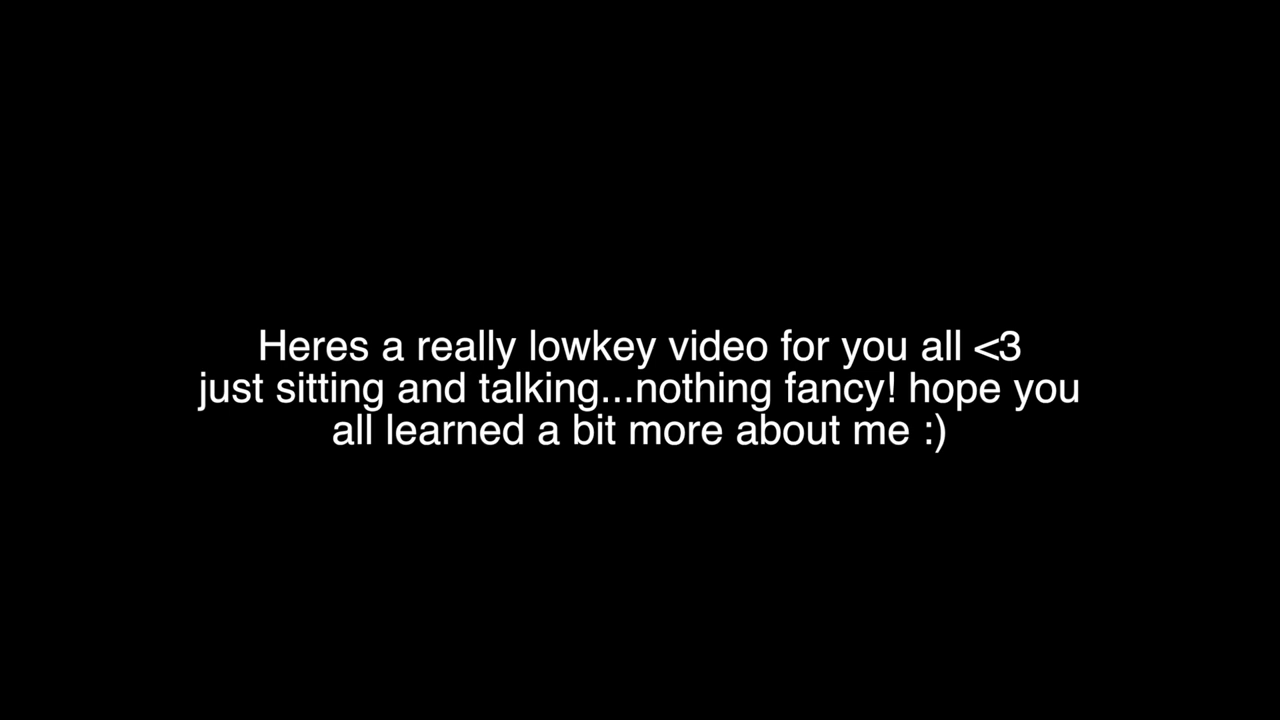 Heres a really lowkey video for you all <3
just sitting and talking...nothing fancy! hope you
all learned a bit more about me :)